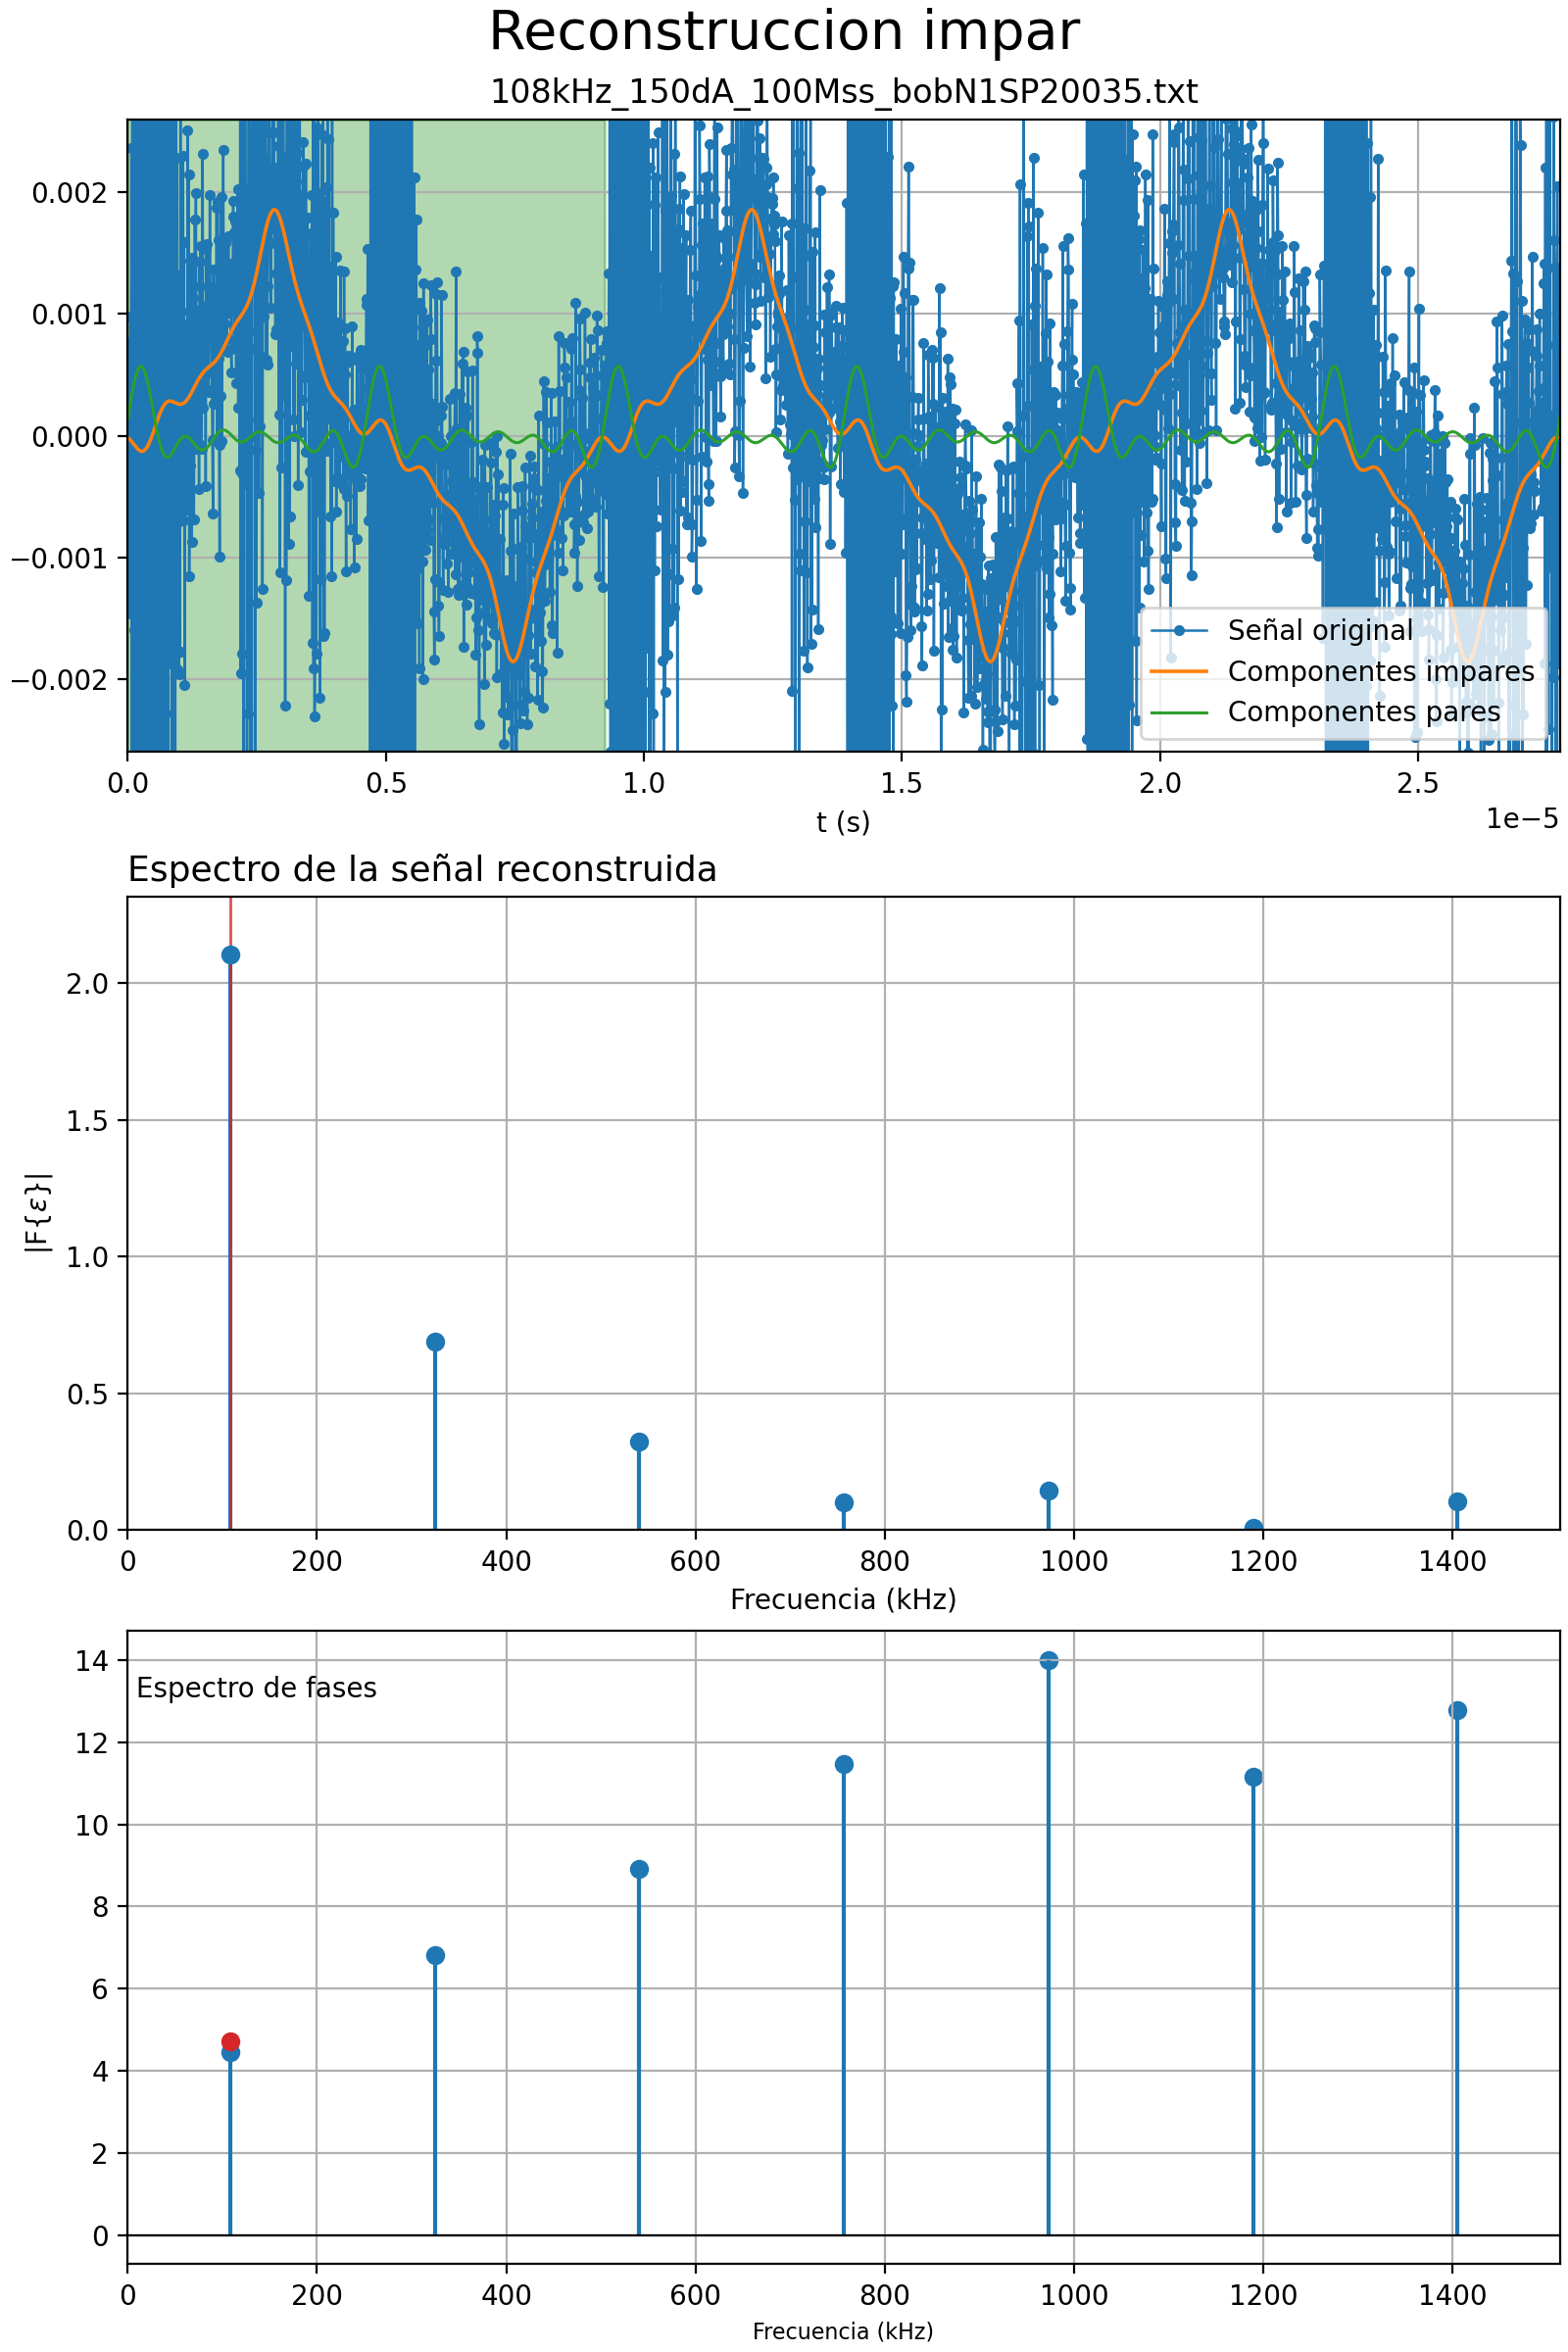 Reconstruccion impar
108kHz_150dA_100Mss_bobN1SP20035.txt
0.002
0.001
0.000
−0.001
−0.002
Señal original
Componentes impares
Componentes pares
0.0 0.5 1.0 1.5 2.0 2.5
1e−5
t (s)
Espectro de la señal reconstruida
2.0
1.5
1.0
0.5
0.0
|F{ε}|
0 200 400 600 800 1000 1200 1400
Frecuencia (kHz)
Espectro de fases
14
12
10
8
6
4
2
0
0 200 400 600 800 1000 1200 1400
Frecuencia (kHz)